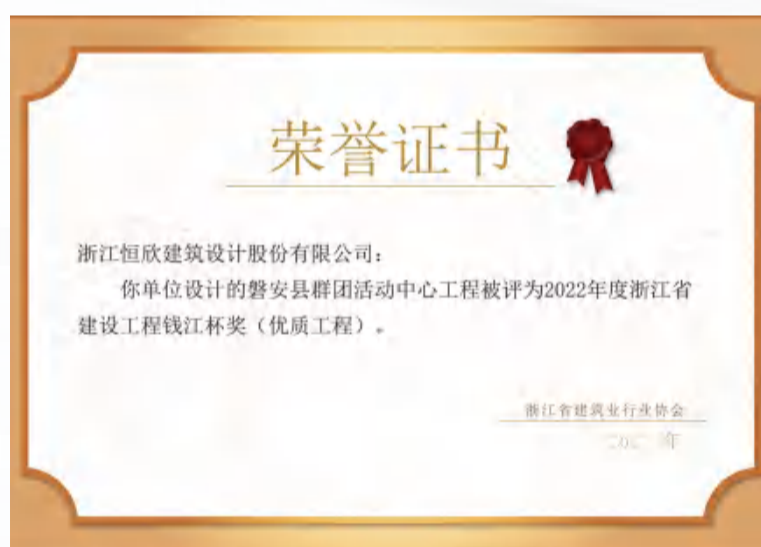 荣誉证书
浙江恒欣建筑设计股份有限公司：
你单位设计的磐安县群团活动中心工程被评为2022年度浙江省
建设工程钱江杯奖（优质工程）。
浙江省建筑业行业协会
年